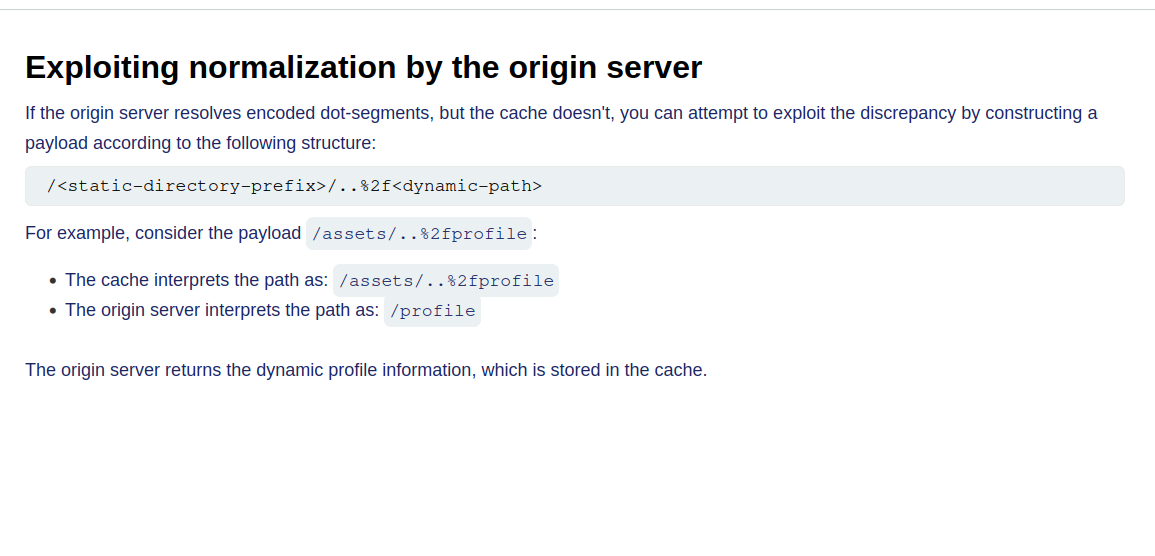 Exploiting normalization by the origin server
If the origin server resolves encoded dot-segments, but the cache doesn't, you can attempt to exploit the discrepancy by constructing a
payload according to the following structure:
/<static-directory-prefix>/..%2f<dynamic-path>
For example, consider the payload /assets/..%2fprofile :
• The cache interprets the path as: /assets/..%2fprofile
• The origin server interprets the path as: /profile
The origin server returns the dynamic profile information, which is stored in the cache.